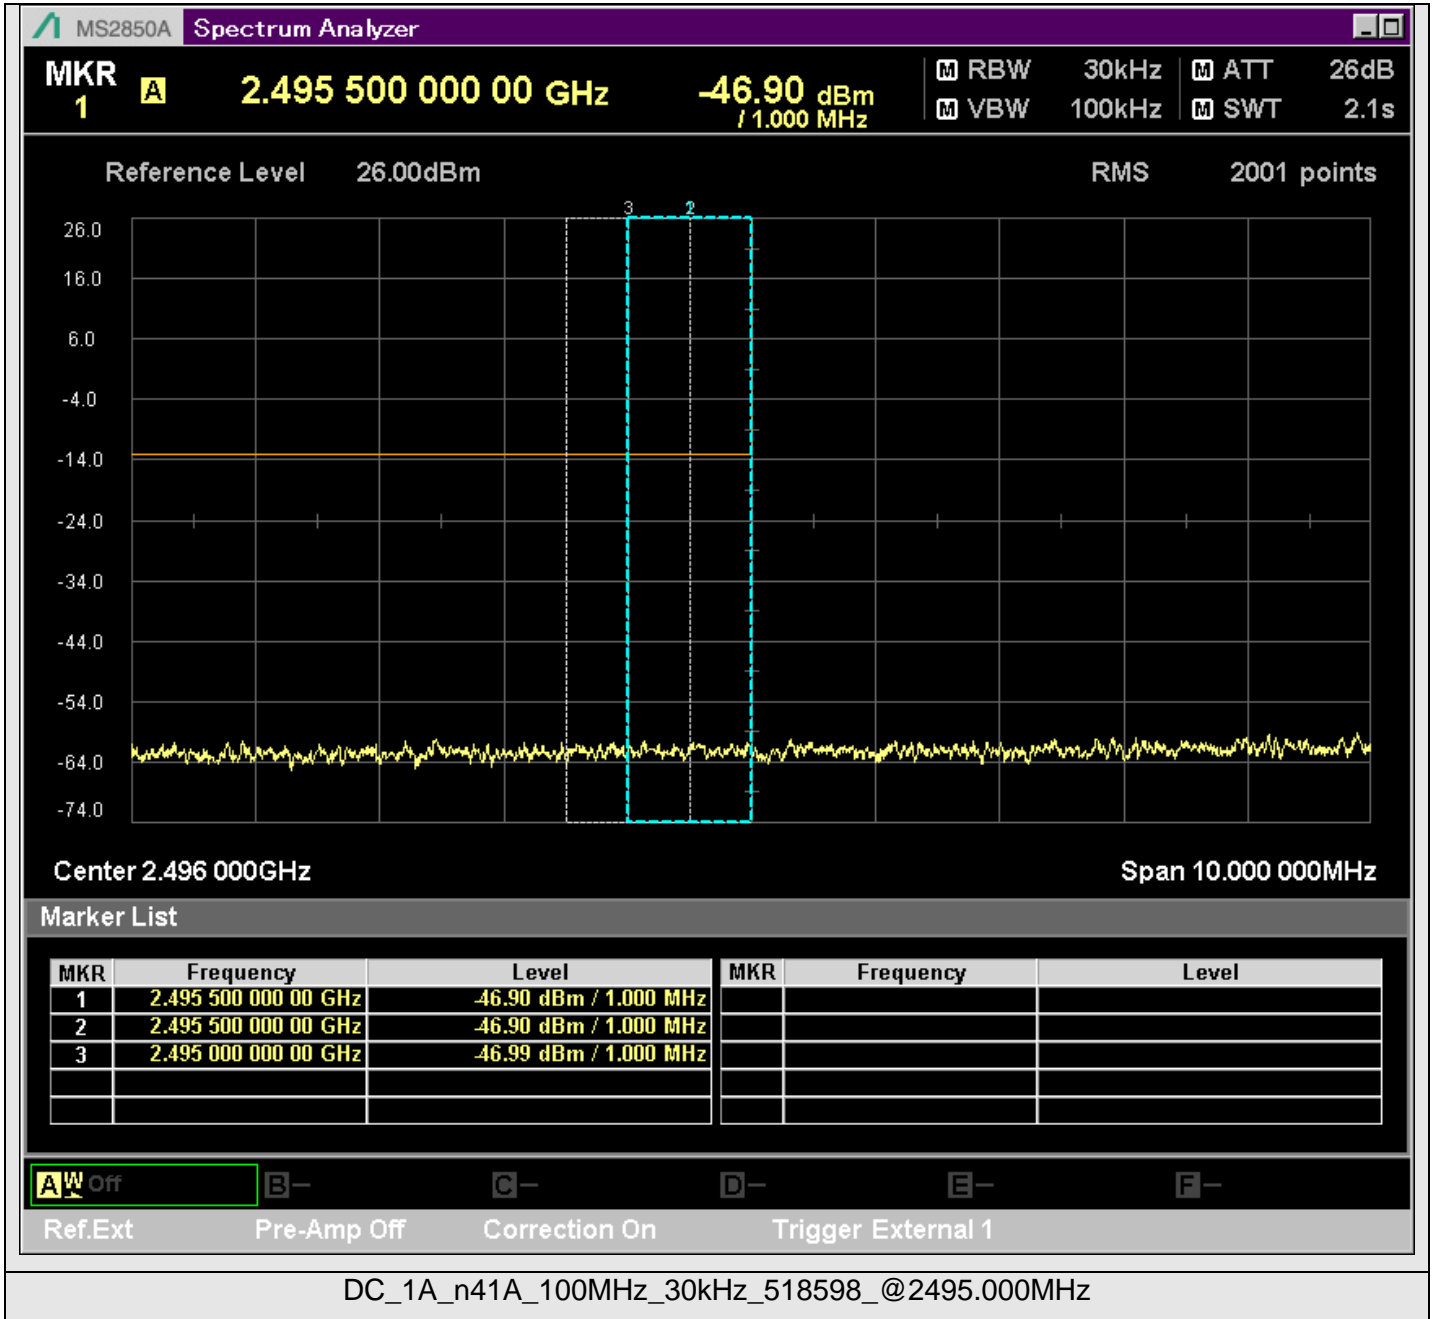 MS2850A Spectrum Analyzer
MKR 1 A 2.495 500 000 00 GHz -46.90 dBm / 1.000 MHz
M RBW 30kHz M ATT 26dB
M VBW 100kHz M SWT 2.1s
Reference Level 26.00dBm RMS 2001 points
3 2
26.0
16.0
6.0
-4.0
-14.0
-24.0
-34.0
-44.0
-54.0
-64.0
-74.0
Center 2.496 000GHz Span 10.000 000MHz
Marker List
MKR Frequency Level MKR Frequency Level
1 2.495 500 000 00 GHz -46.90 dBm / 1.000 MHz
2 2.495 500 000 00 GHz -46.90 dBm / 1.000 MHz
3 2.495 000 000 00 GHz -46.99 dBm / 1.000 MHz
A W Off B — C — D — E — F —
Ref.Ext Pre-Amp Off Correction On Trigger External 1
DC_1A_n41A_100MHz_30kHz_518598_@2495.000MHz